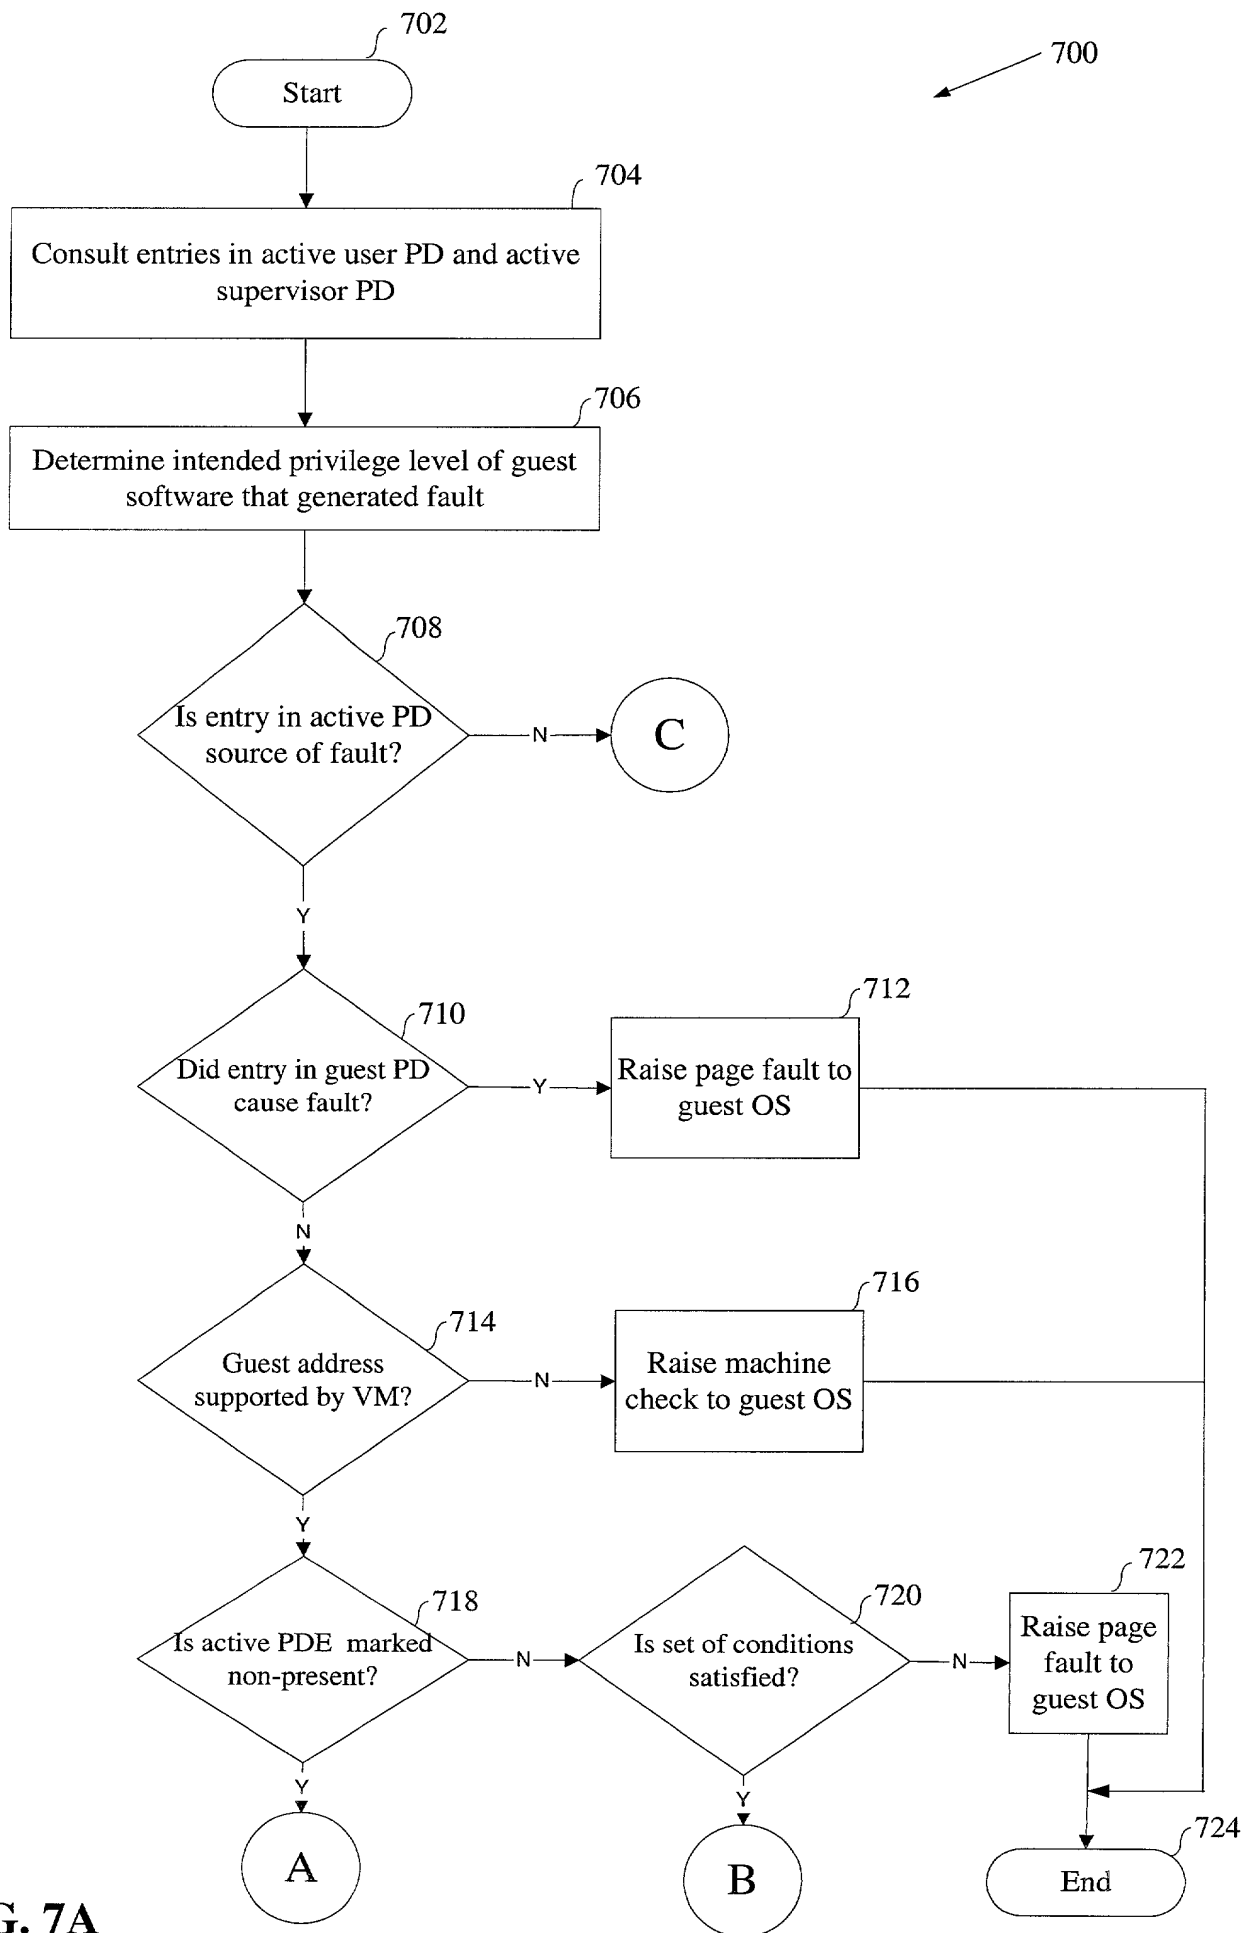 702
Start
700
704
Consult entries in active user PD and active
supervisor PD
706
Determine intended privilege level of guest
software that generated fault
708
Is entry in active PD
source of fault?
N
C
Y
710
Did entry in guest PD
cause fault?
Y
712
Raise page fault to
guest OS
N
714
Guest address
supported by VM?
N
716
Raise machine
check to guest OS
Y
718
Is active PDE marked
non-present?
N
720
Is set of conditions
satisfied?
N
722
Raise page
fault to
guest OS
Y
A
Y
B
724
End
G. 7A